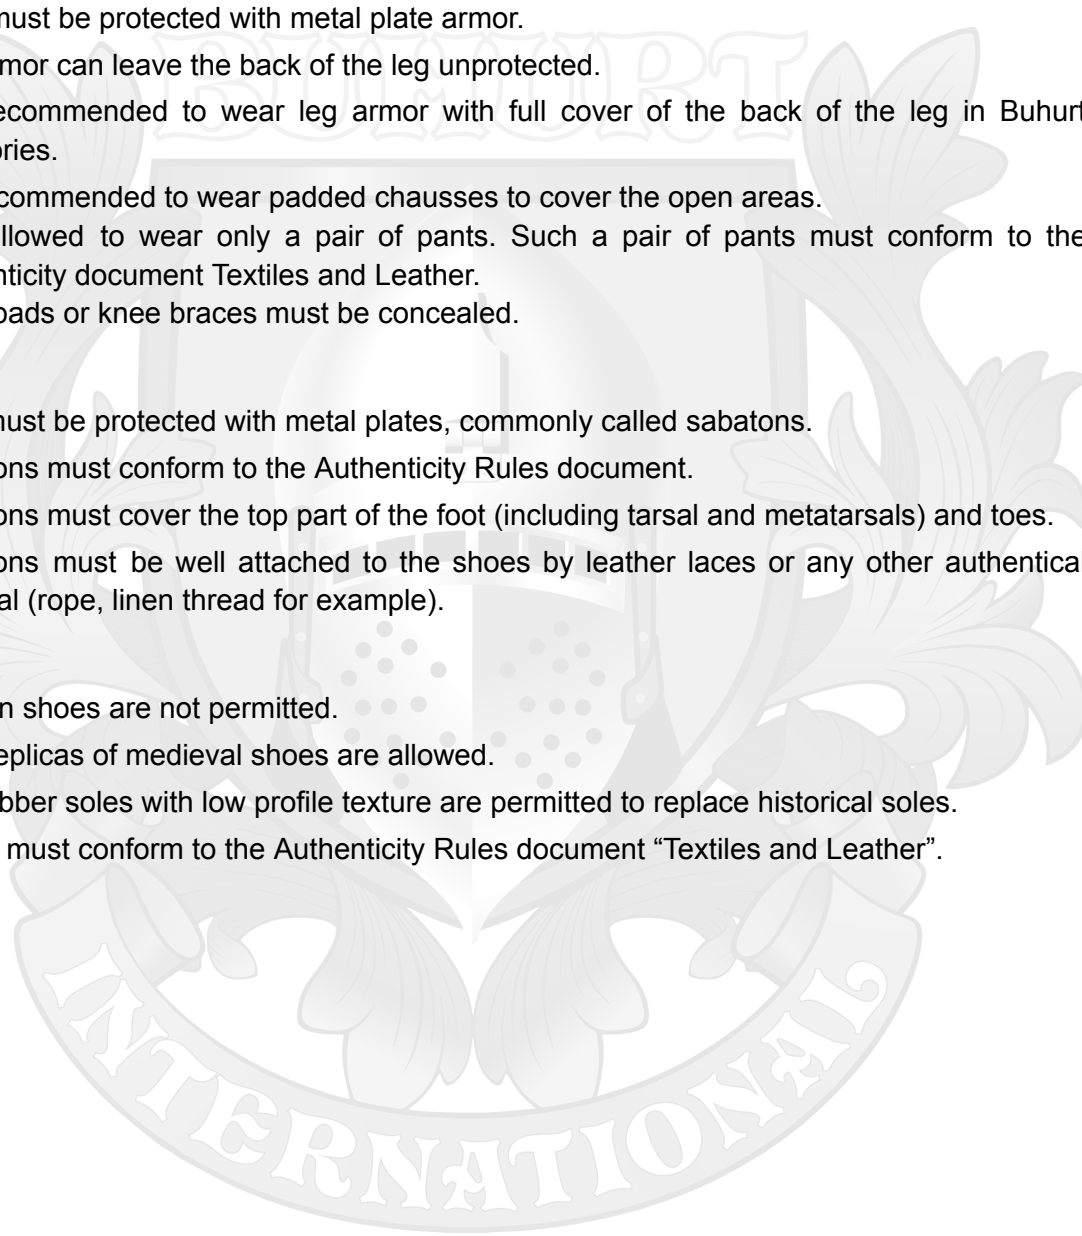 must be protected with metal plate armor.
mor can leave the back of the leg unprotected.
ecommended to wear leg armor with full cover of the back of the leg in Buhurt
ories.
commended to wear padded chausses to cover the open areas.
llowed to wear only a pair of pants. Such a pair of pants must conform to the
nticity document Textiles and Leather.
pads or knee braces must be concealed.
must be protected with metal plates, commonly called sabatons.
ons must conform to the Authenticity Rules document.
ons must cover the top part of the foot (including tarsal and metatarsals) and toes.
ons must be well attached to the shoes by leather laces or any other authentical
al (rope, linen thread for example).
n shoes are not permitted.
eplicas of medieval shoes are allowed.
bber soles with low profile texture are permitted to replace historical soles.
must conform to the Authenticity Rules document “Textiles and Leather”.
BUHURT
INTERNATIONAL